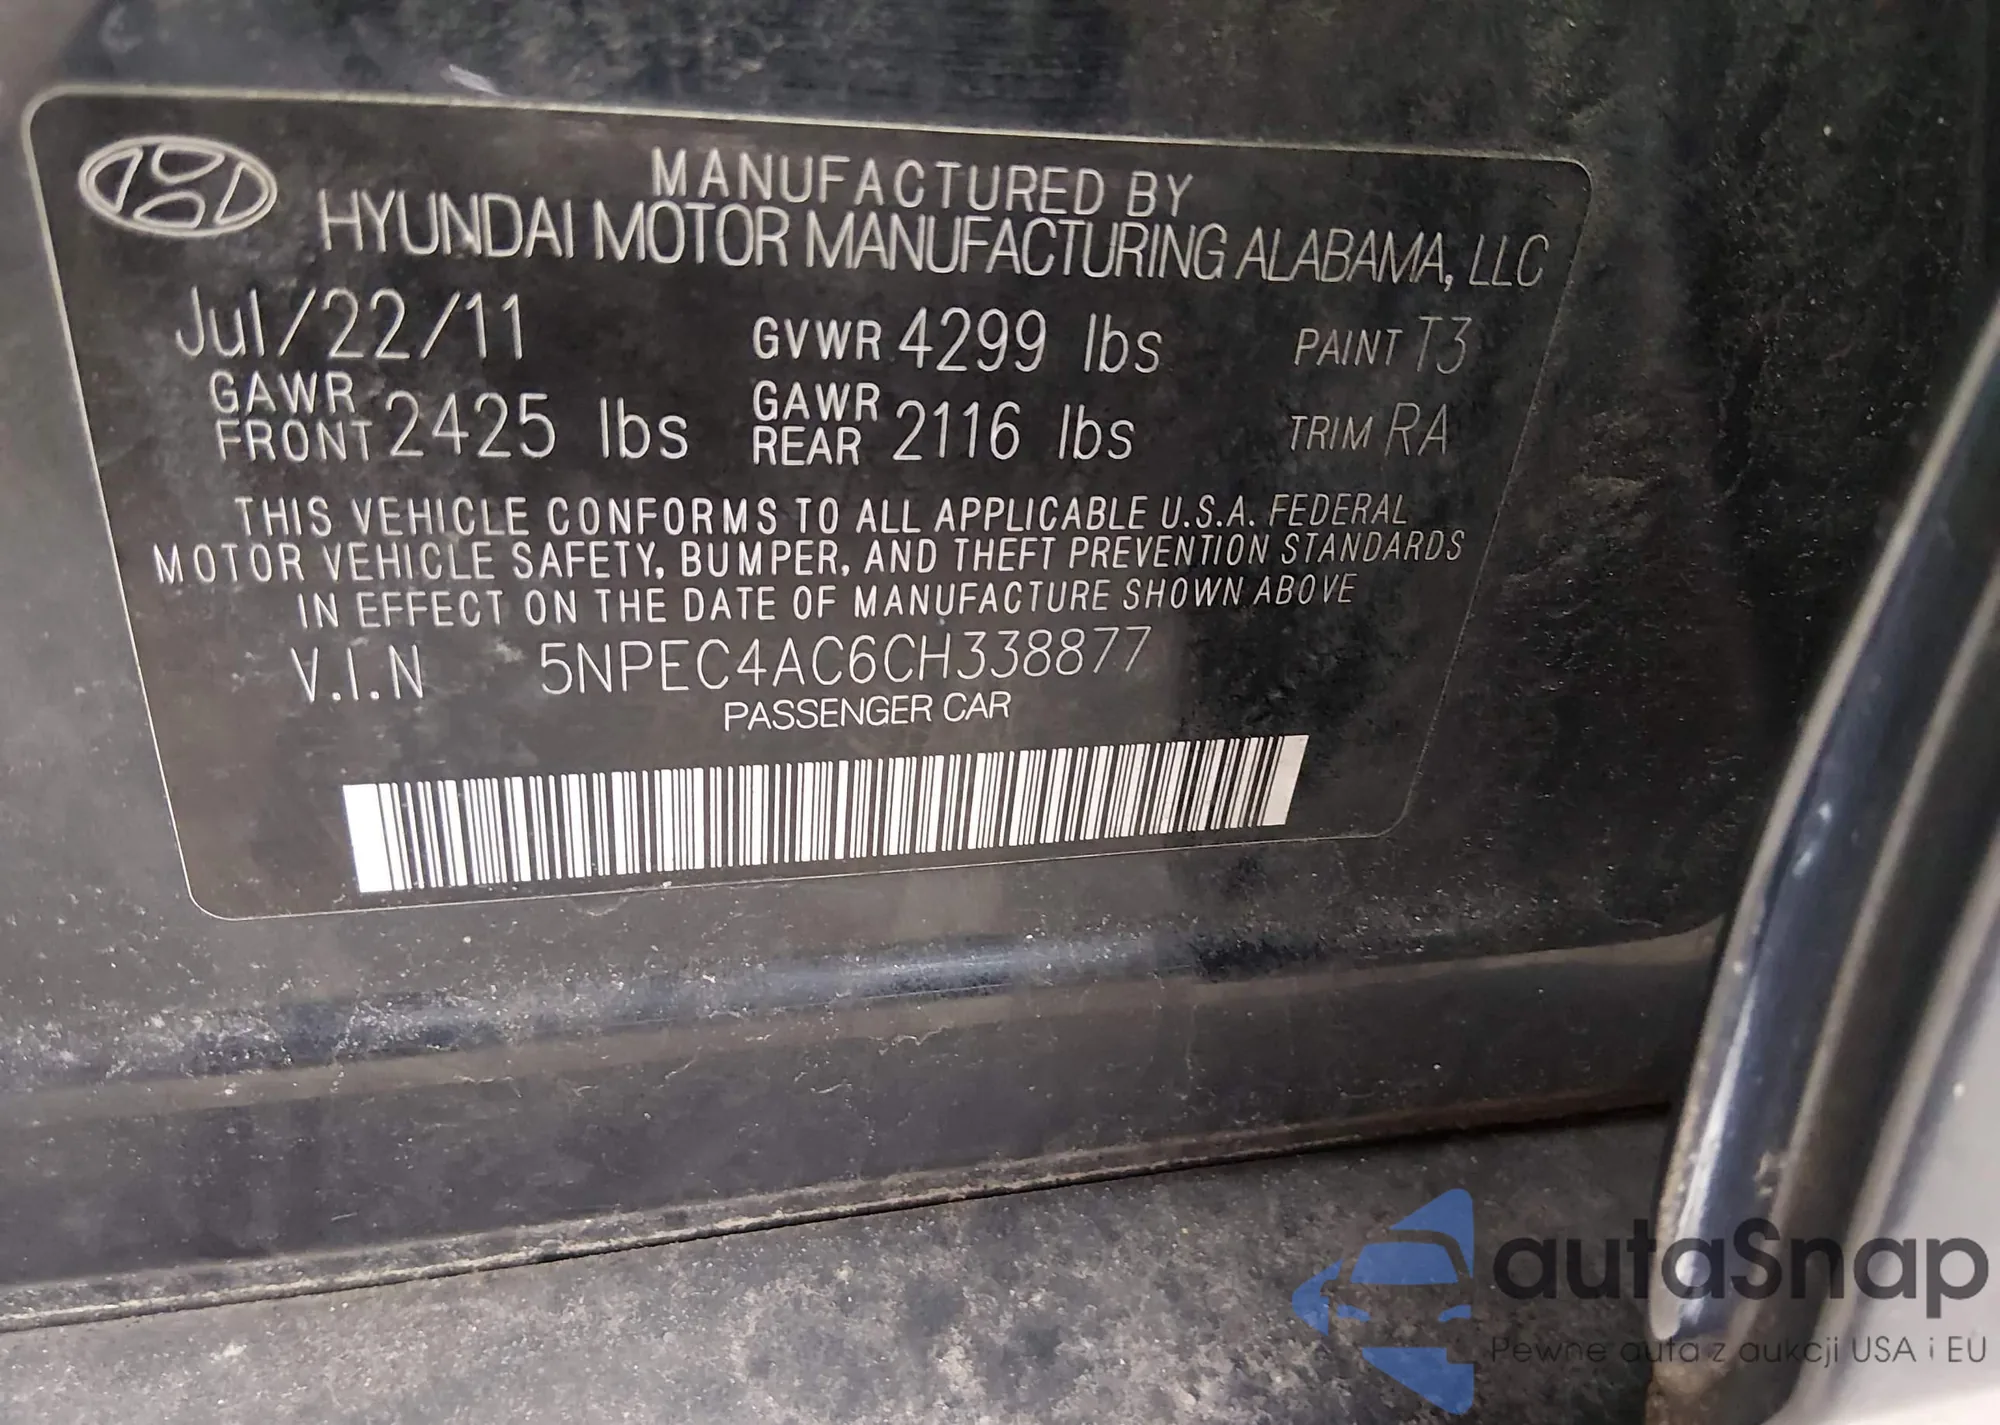 MANUFACTURED BY
HYUNDAI MOTOR MANUFACTURING ALABAMA, LLC
Jul/22/11 GVWR 4299 lbs PAINT T3
GAWR FRONT 2425 lbs GAWR REAR 2116 lbs TRIM RA
THIS VEHICLE CONFORMS TO ALL APPLICABLE U.S.A. FEDERAL
MOTOR VEHICLE SAFETY, BUMPER, AND THEFT PREVENTION STANDARDS
IN EFFECT ON THE DATE OF MANUFACTURE SHOWN ABOVE
V.I.N 5NPEC4AC6CH338877
PASSENGER CAR
autaSnap
Pewne auta z aukcji USA i EU